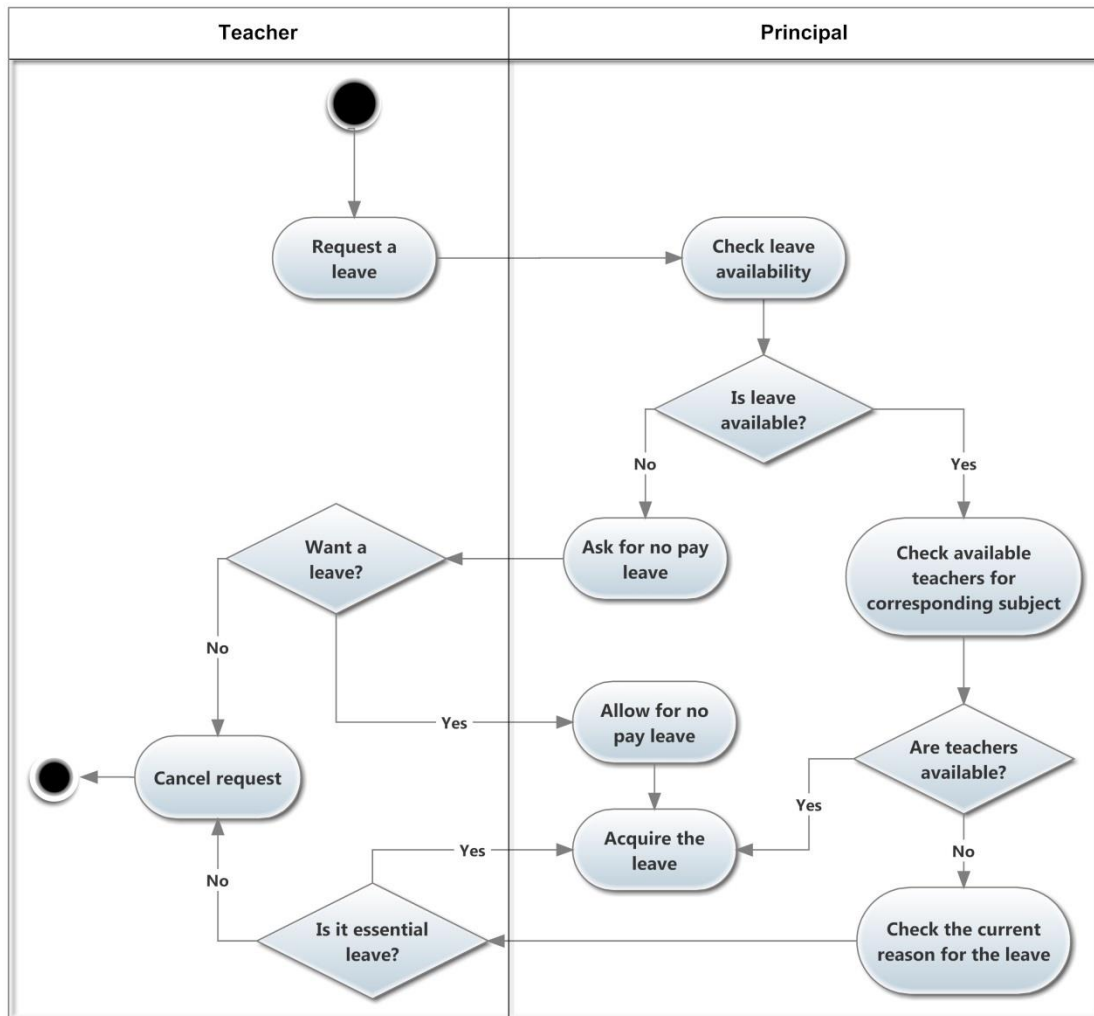 Teacher
Principal
Request a
leave
Check leave
availability
Is leave
available?
No
Yes
Want a
leave?
Ask for no pay
leave
Check available
teachers for
corresponding subject
No
Yes
Allow for no
pay leave
Are teachers
available?
Cancel request
Yes
Acquire the
leave
Yes
No
No
Is it essential
leave?
Check the current
reason for the leave